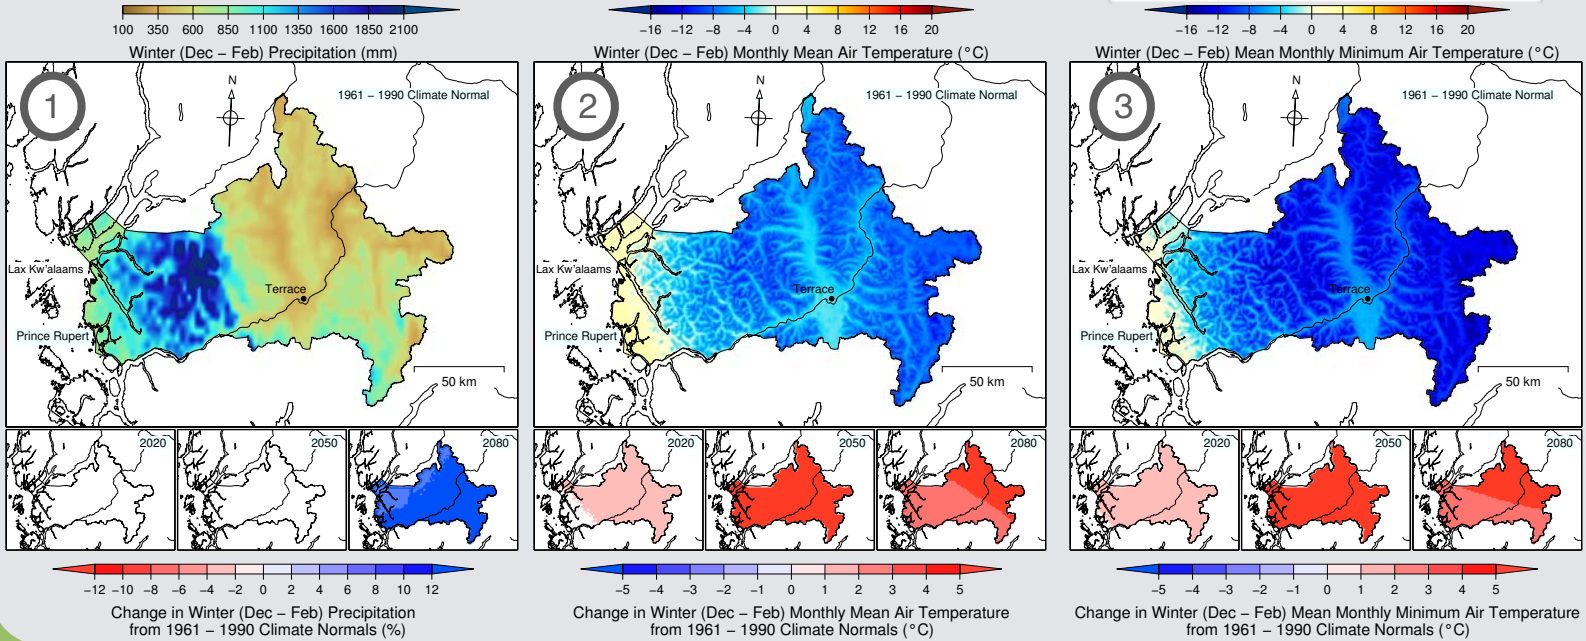 100 350 600 850 1100 1350 1600 1850 2100
Winter (Dec – Feb) Precipitation (mm)
1
N
1961 – 1990 Climate Normal
Lax Kw'alaams
Terrace
Prince Rupert
50 km
2020
2050
2080
−12 −10 −8 −6 −4 −2 0 2 4 6 8 10 12
Change in Winter (Dec – Feb) Precipitation
from 1961 – 1990 Climate Normals (%)
−16 −12 −8 −4 0 4 8 12 16 20
Winter (Dec – Feb) Monthly Mean Air Temperature (°C)
2
N
1961 – 1990 Climate Normal
Lax Kw'alaams
Terrace
Prince Rupert
50 km
2020
2050
2080
−5 −4 −3 −2 −1 0 1 2 3 4 5
Change in Winter (Dec – Feb) Monthly Mean Air Temperature
from 1961 – 1990 Climate Normals (°C)
−16 −12 −8 −4 0 4 8 12 16 20
Winter (Dec – Feb) Mean Monthly Minimum Air Temperature (°C)
3
N
1961 – 1990 Climate Normal
Lax Kw'alaams
Terrace
Prince Rupert
50 km
2020
2050
2080
−5 −4 −3 −2 −1 0 1 2 3 4 5
Change in Winter (Dec – Feb) Mean Monthly Minimum Air Temperature
from 1961 – 1990 Climate Normals (°C)